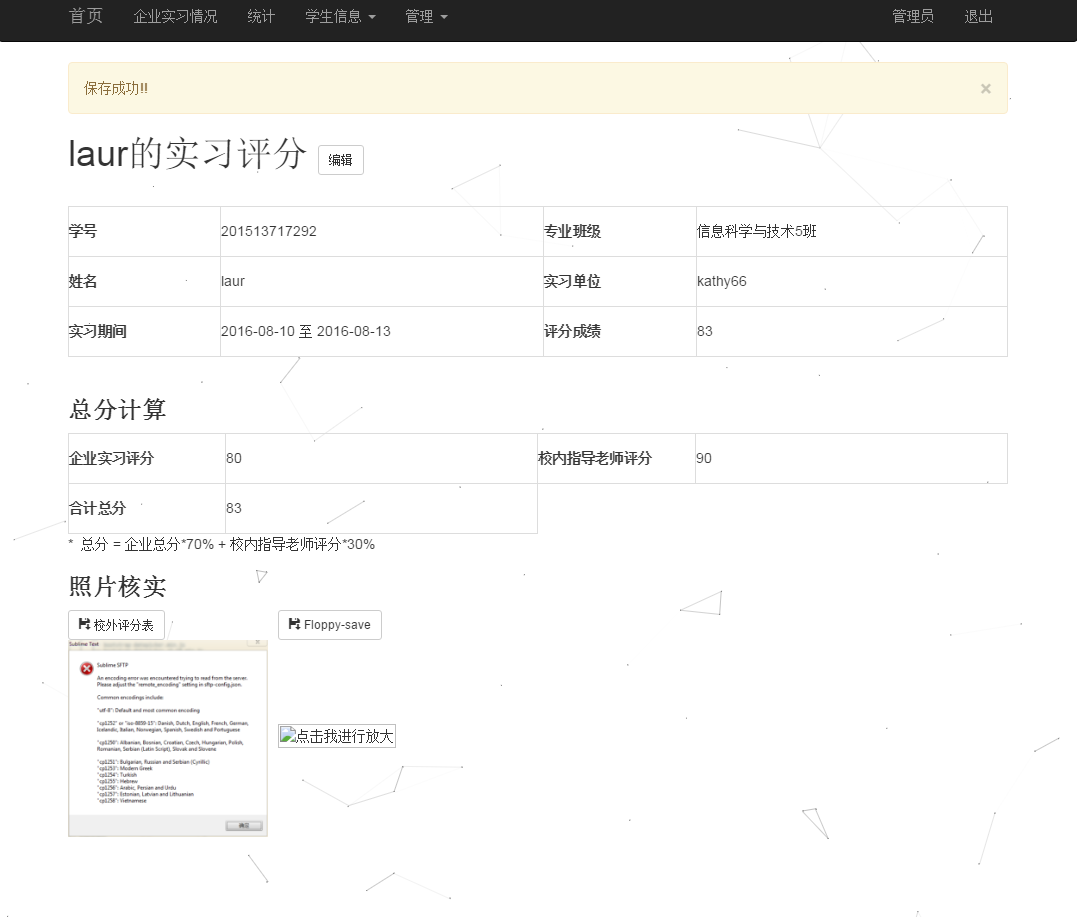 首页 企业实习情况 统计 学生信息 管理 管理员 退出
保存成功!! ×
laur的实习评分 编辑
学号 201513717292 专业班级 信息科学与技术5班
姓名 laur 实习单位 kathy66
实习期间 2016-08-10 至 2016-08-13 评分成绩 83
总分计算
企业实习评分 80 校内指导老师评分 90
合计总分 83
* 总分 = 企业总分*70% + 校内指导老师评分*30%
照片核实
校外评分表 Floppy-save
Sublime Text
Sublime SFTP
An encoding error was encountered trying to read from the server.
Please adjust the "remote_encoding" setting in sftp-config.json.
Common encodings include:
"utf-8": Default and most common encoding
"cp1252" or "iso-8859-15": Danish, Dutch, English, French, German,
Icelandic, Italian, Norwegian, Spanish, Swedish and Portuguese
点击我进行放大
"cp1250": Albanian, Bosnian, Croatian, Czech, Hungarian, Polish,
Romanian, Serbian (Latin Script), Slovak and Slovene
"cp1251": Bulgarian, Russian and Serbian (Cyrillic)
"cp1253": Modern Greek
"cp1254": Turkish
"cp1255": Hebrew
"cp1256": Arabic, Persian and Urdu
"cp1257": Estonian, Latvian and Lithuanian
"cp1258": Vietnamese